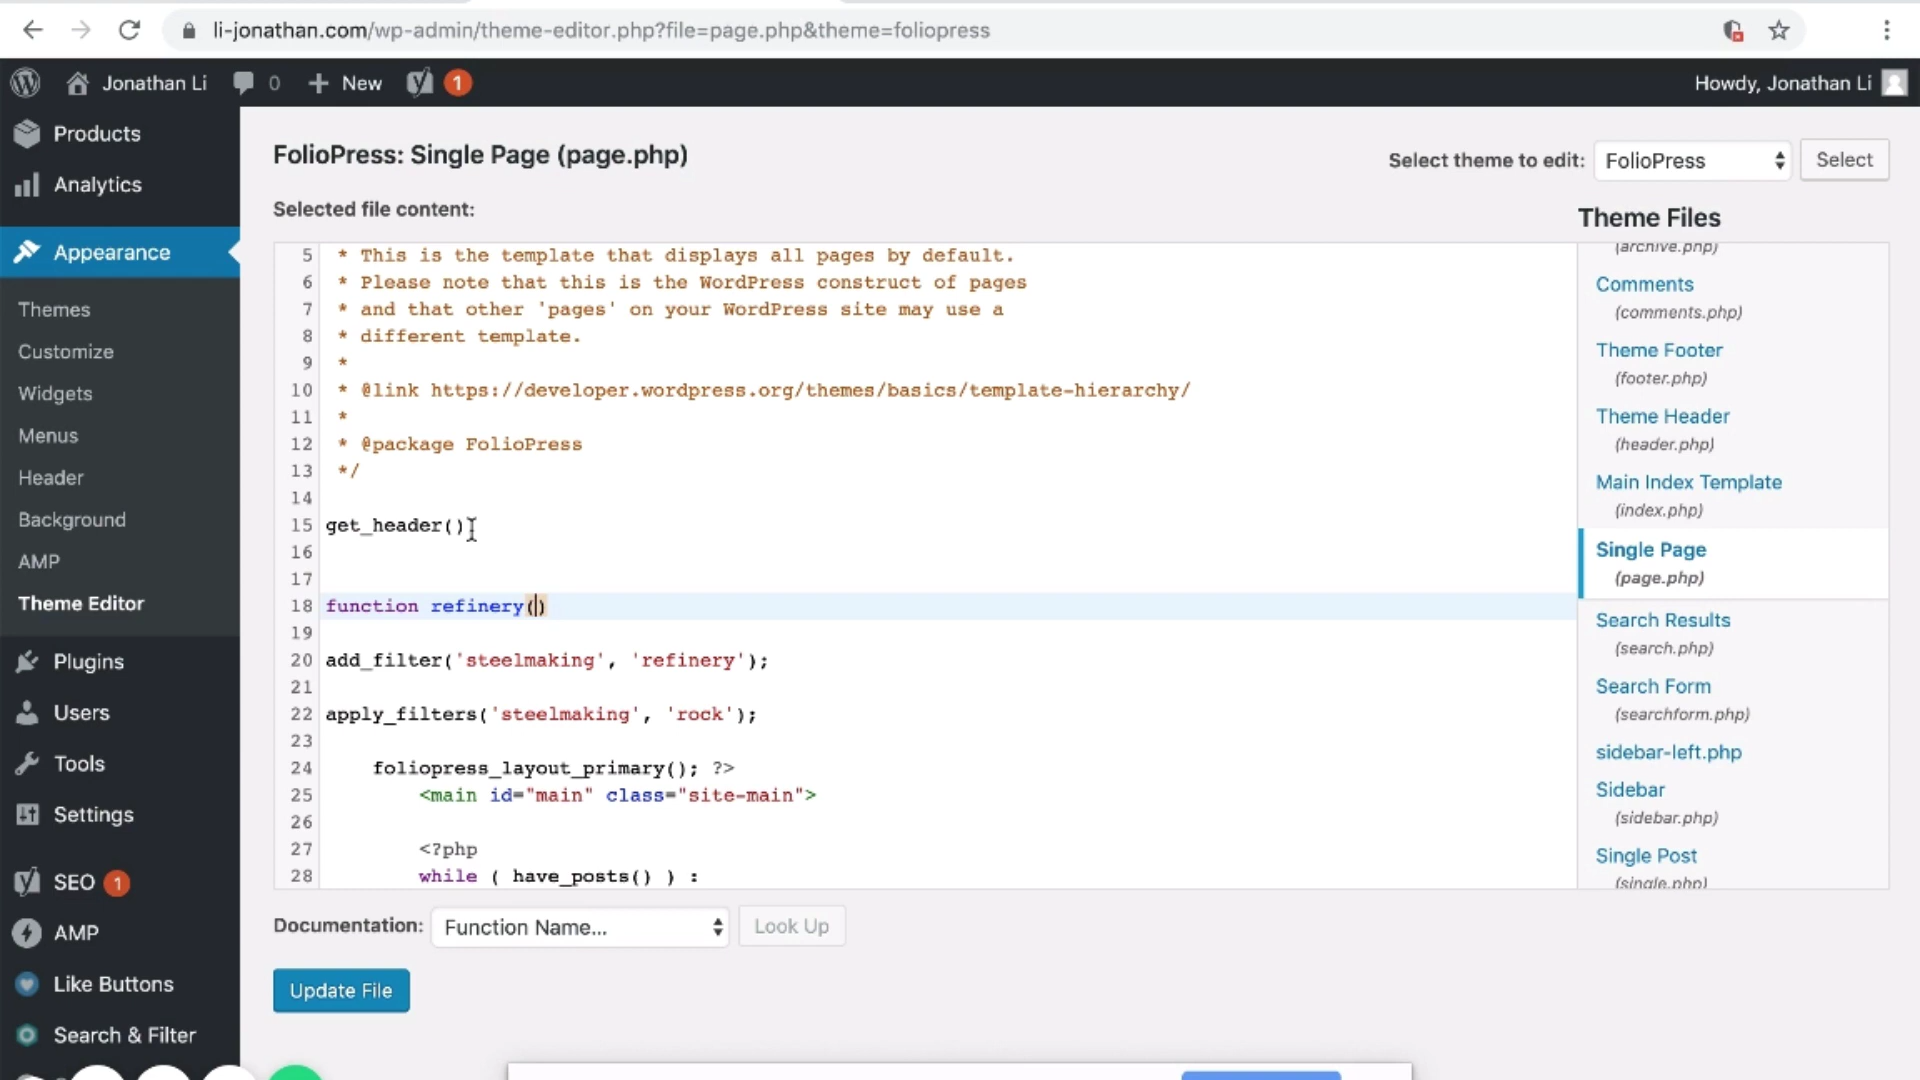 li-jonathan.com/wp-admin/theme-editor.php?file=page.php&theme=foliopress
Jonathan Li
0
New
1
Howdy, Jonathan Li
Products
Analytics
Appearance
Themes
Customize
Widgets
Menus
Header
Background
AMP
Theme Editor
Plugins
Users
Tools
Settings
SEO 1
AMP
Like Buttons
Search & Filter
FolioPress: Single Page (page.php)
Select theme to edit: FolioPress Select
Selected file content:
5 * This is the template that displays all pages by default.
6 * Please note that this is the WordPress construct of pages
7 * and that other 'pages' on your WordPress site may use a
8 * different template.
9 *
10 * @link https://developer.wordpress.org/themes/basics/template-hierarchy/
11 *
12 * @package FolioPress
13 */
14
15 get_header()
16
17
18 function refinery()
19
20 add_filter('steelmaking', 'refinery');
21
22 apply_filters('steelmaking', 'rock');
23
24 foliopress_layout_primary(); ?>
25 <main id="main" class="site-main">
26
27 <?php
28 while ( have_posts() ) :
Theme Files
(archive.php)
Comments
(comments.php)
Theme Footer
(footer.php)
Theme Header
(header.php)
Main Index Template
(index.php)
Single Page
(page.php)
Search Results
(search.php)
Search Form
(searchform.php)
sidebar-left.php
Sidebar
(sidebar.php)
Single Post
(single.php)
Documentation: Function Name... Look Up
Update File